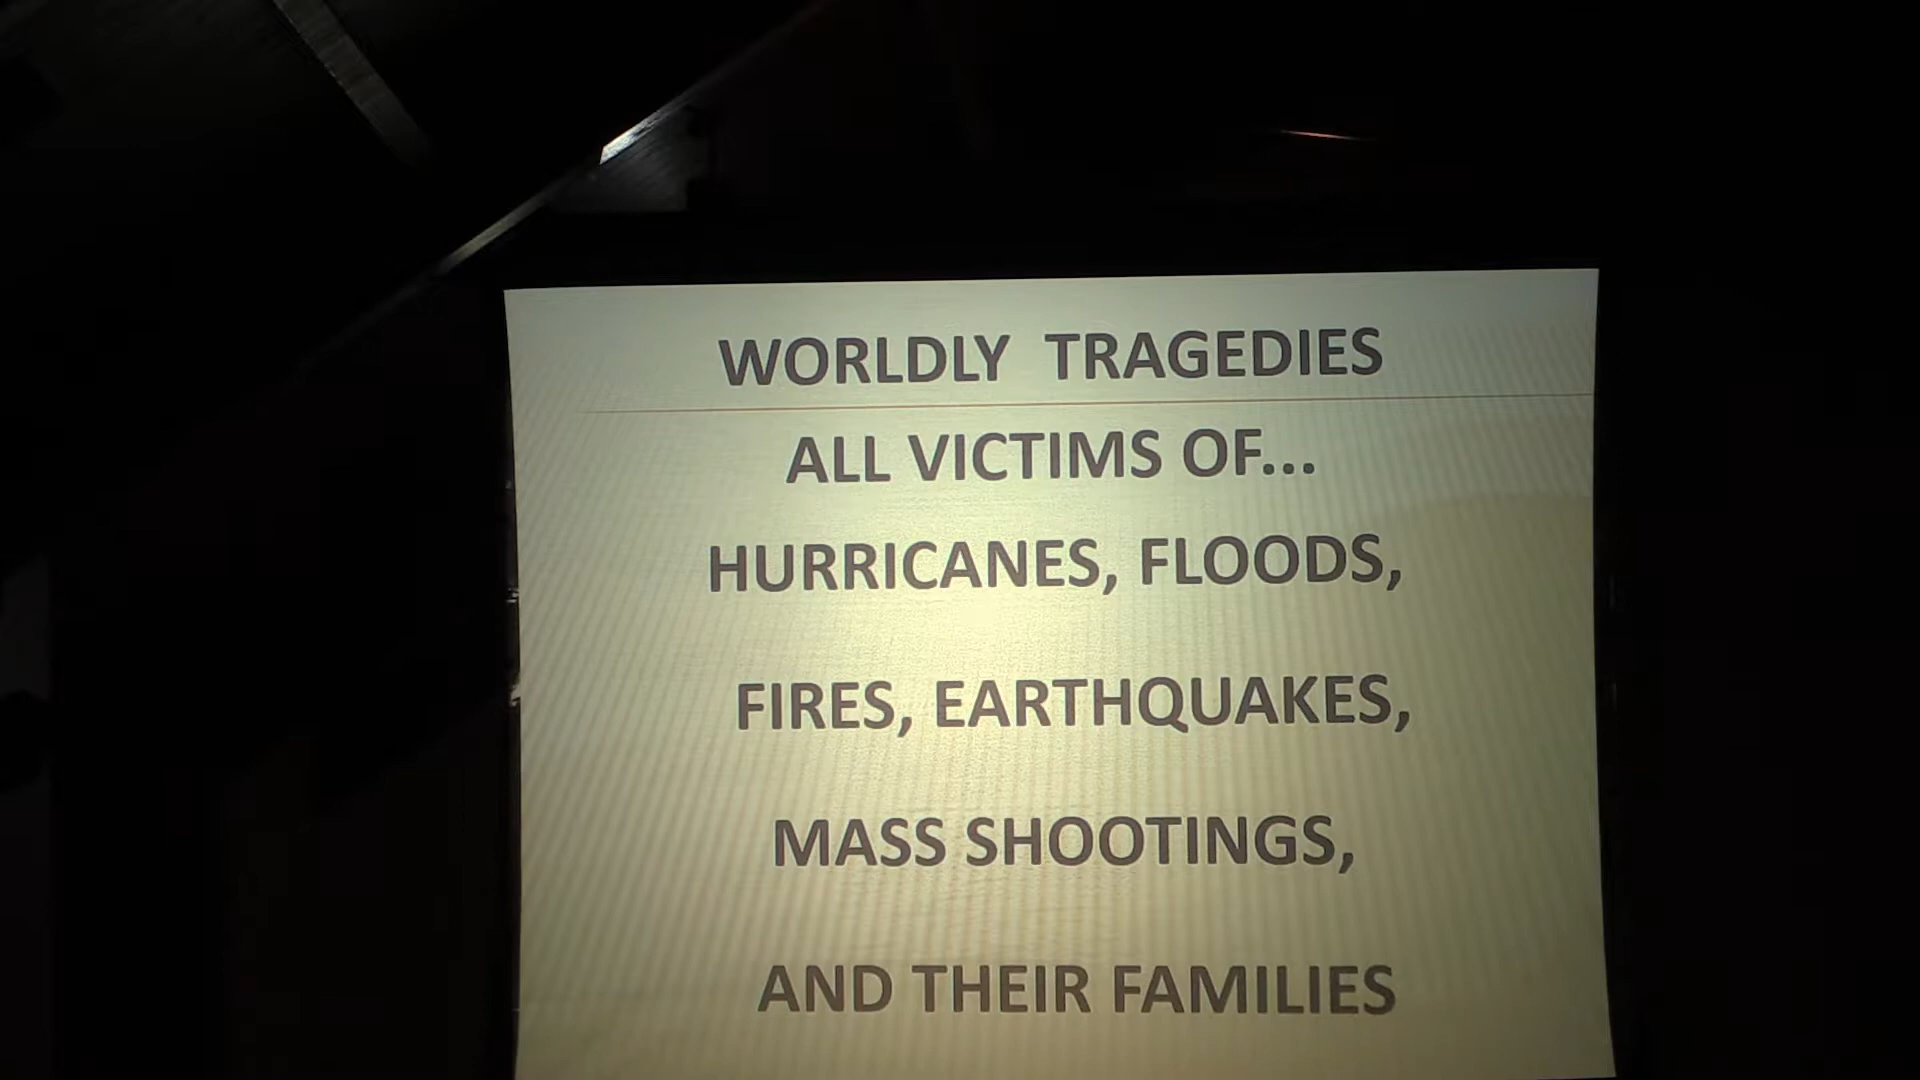 WORLDLY TRAGEDIES
ALL VICTIMS OF...
HURRICANES, FLOODS,
FIRES, EARTHQUAKES,
MASS SHOOTINGS,
AND THEIR FAMILIES